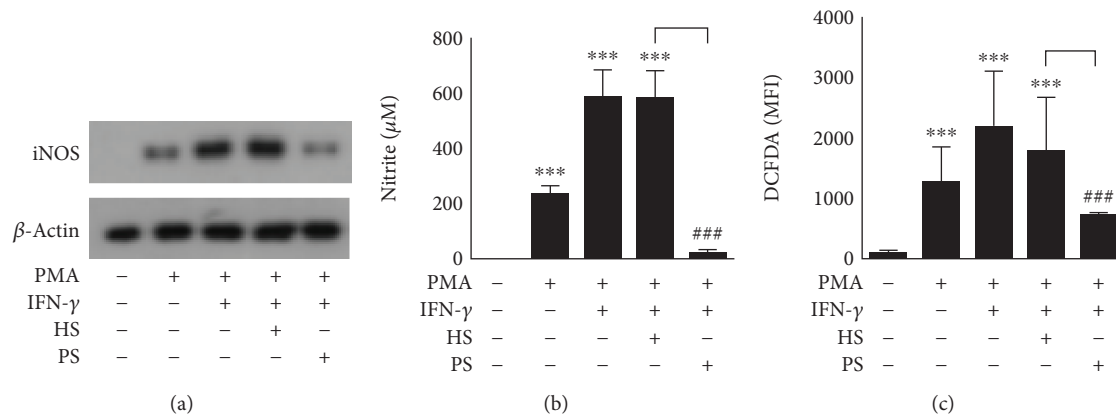 iNOS
β-Actin
PMA − + + + +
IFN-γ − − + + +
HS − − − + −
PS − − − − +
(a)
Nitrite (μM)
800
600
400
200
0
***
***
***
###
PMA − + + + +
IFN-γ − − + + +
HS − − − + −
PS − − − − +
(b)
DCFDA (MFI)
4000
3000
2000
1000
0
***
***
***
###
PMA − + + + +
IFN-γ − − + + +
HS − − − + −
PS − − − − +
(c)